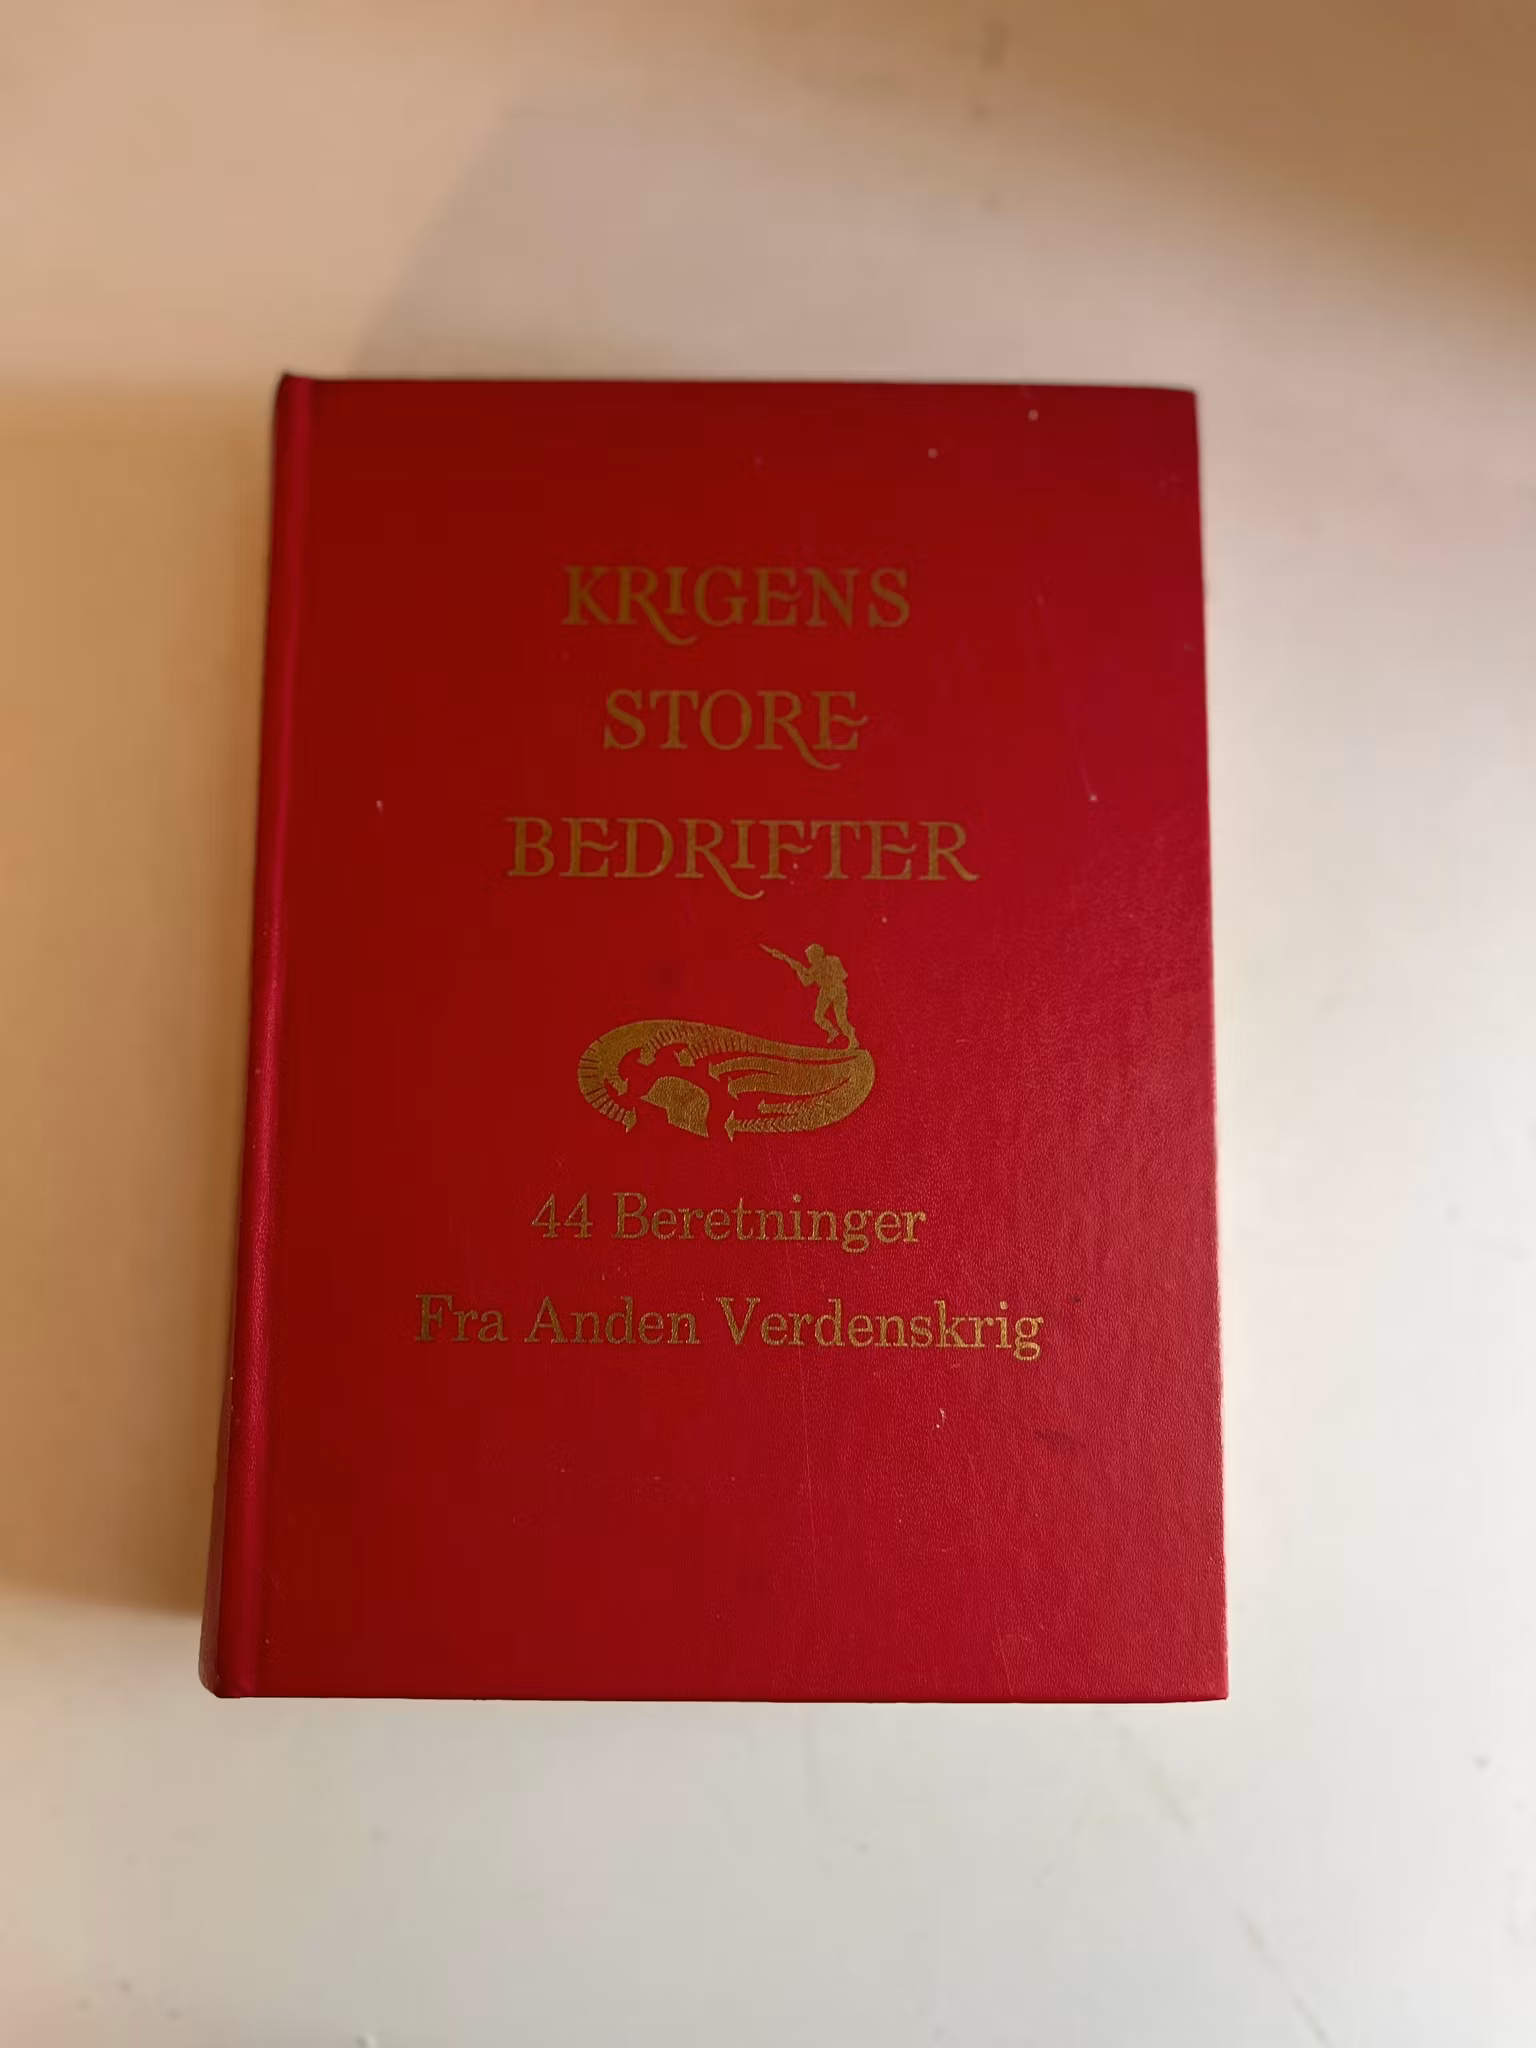 KRIGENS
STORE
BEDRIFTER
44 Beretninger
Fra Anden Verdenskrig